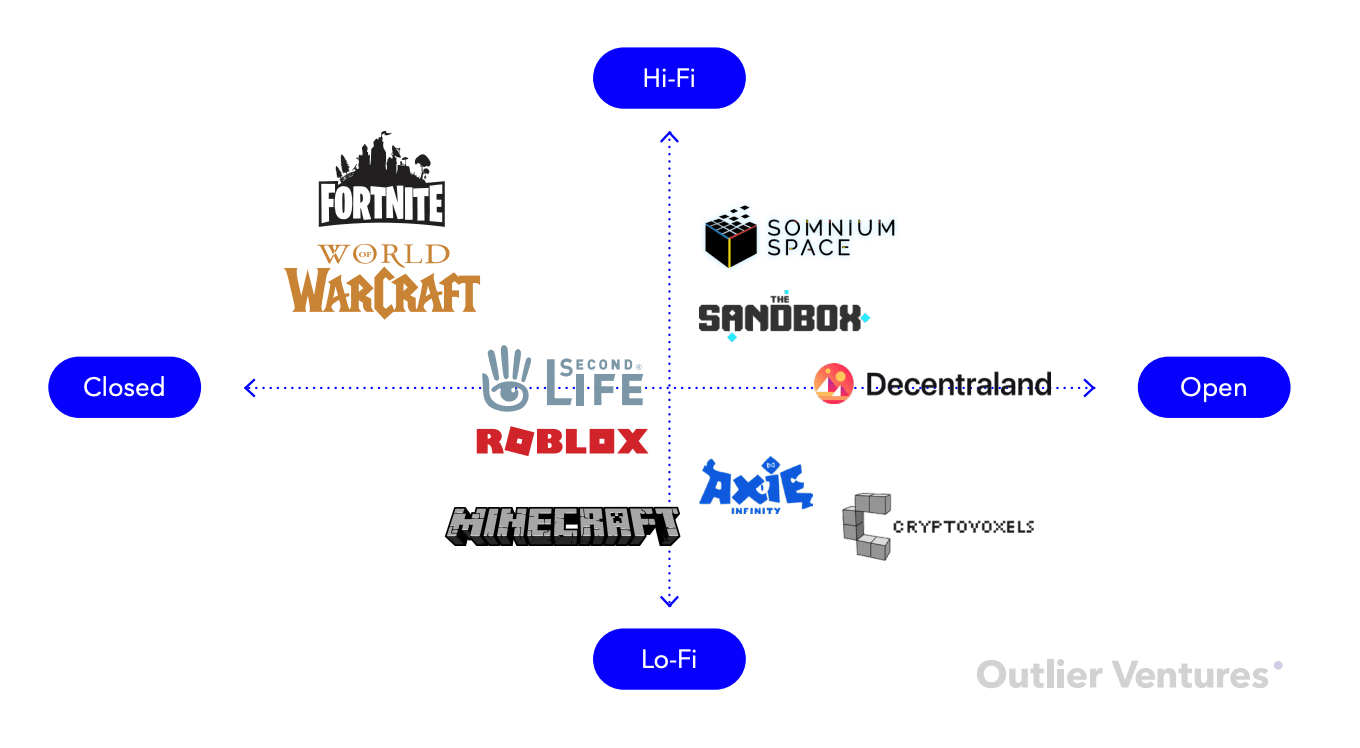 Hi-Fi
FORTNITE
WORLD
OF
WARCRAFT
SOMNIUM
SPACE
THE
SANDBOX
Closed
SECOND®
LIFE
Decentraland
Open
ROBLOX
AXIE
INFINITY
MINECRAFT
CRYPTOVOXELS
Lo-Fi
Outlier Ventures